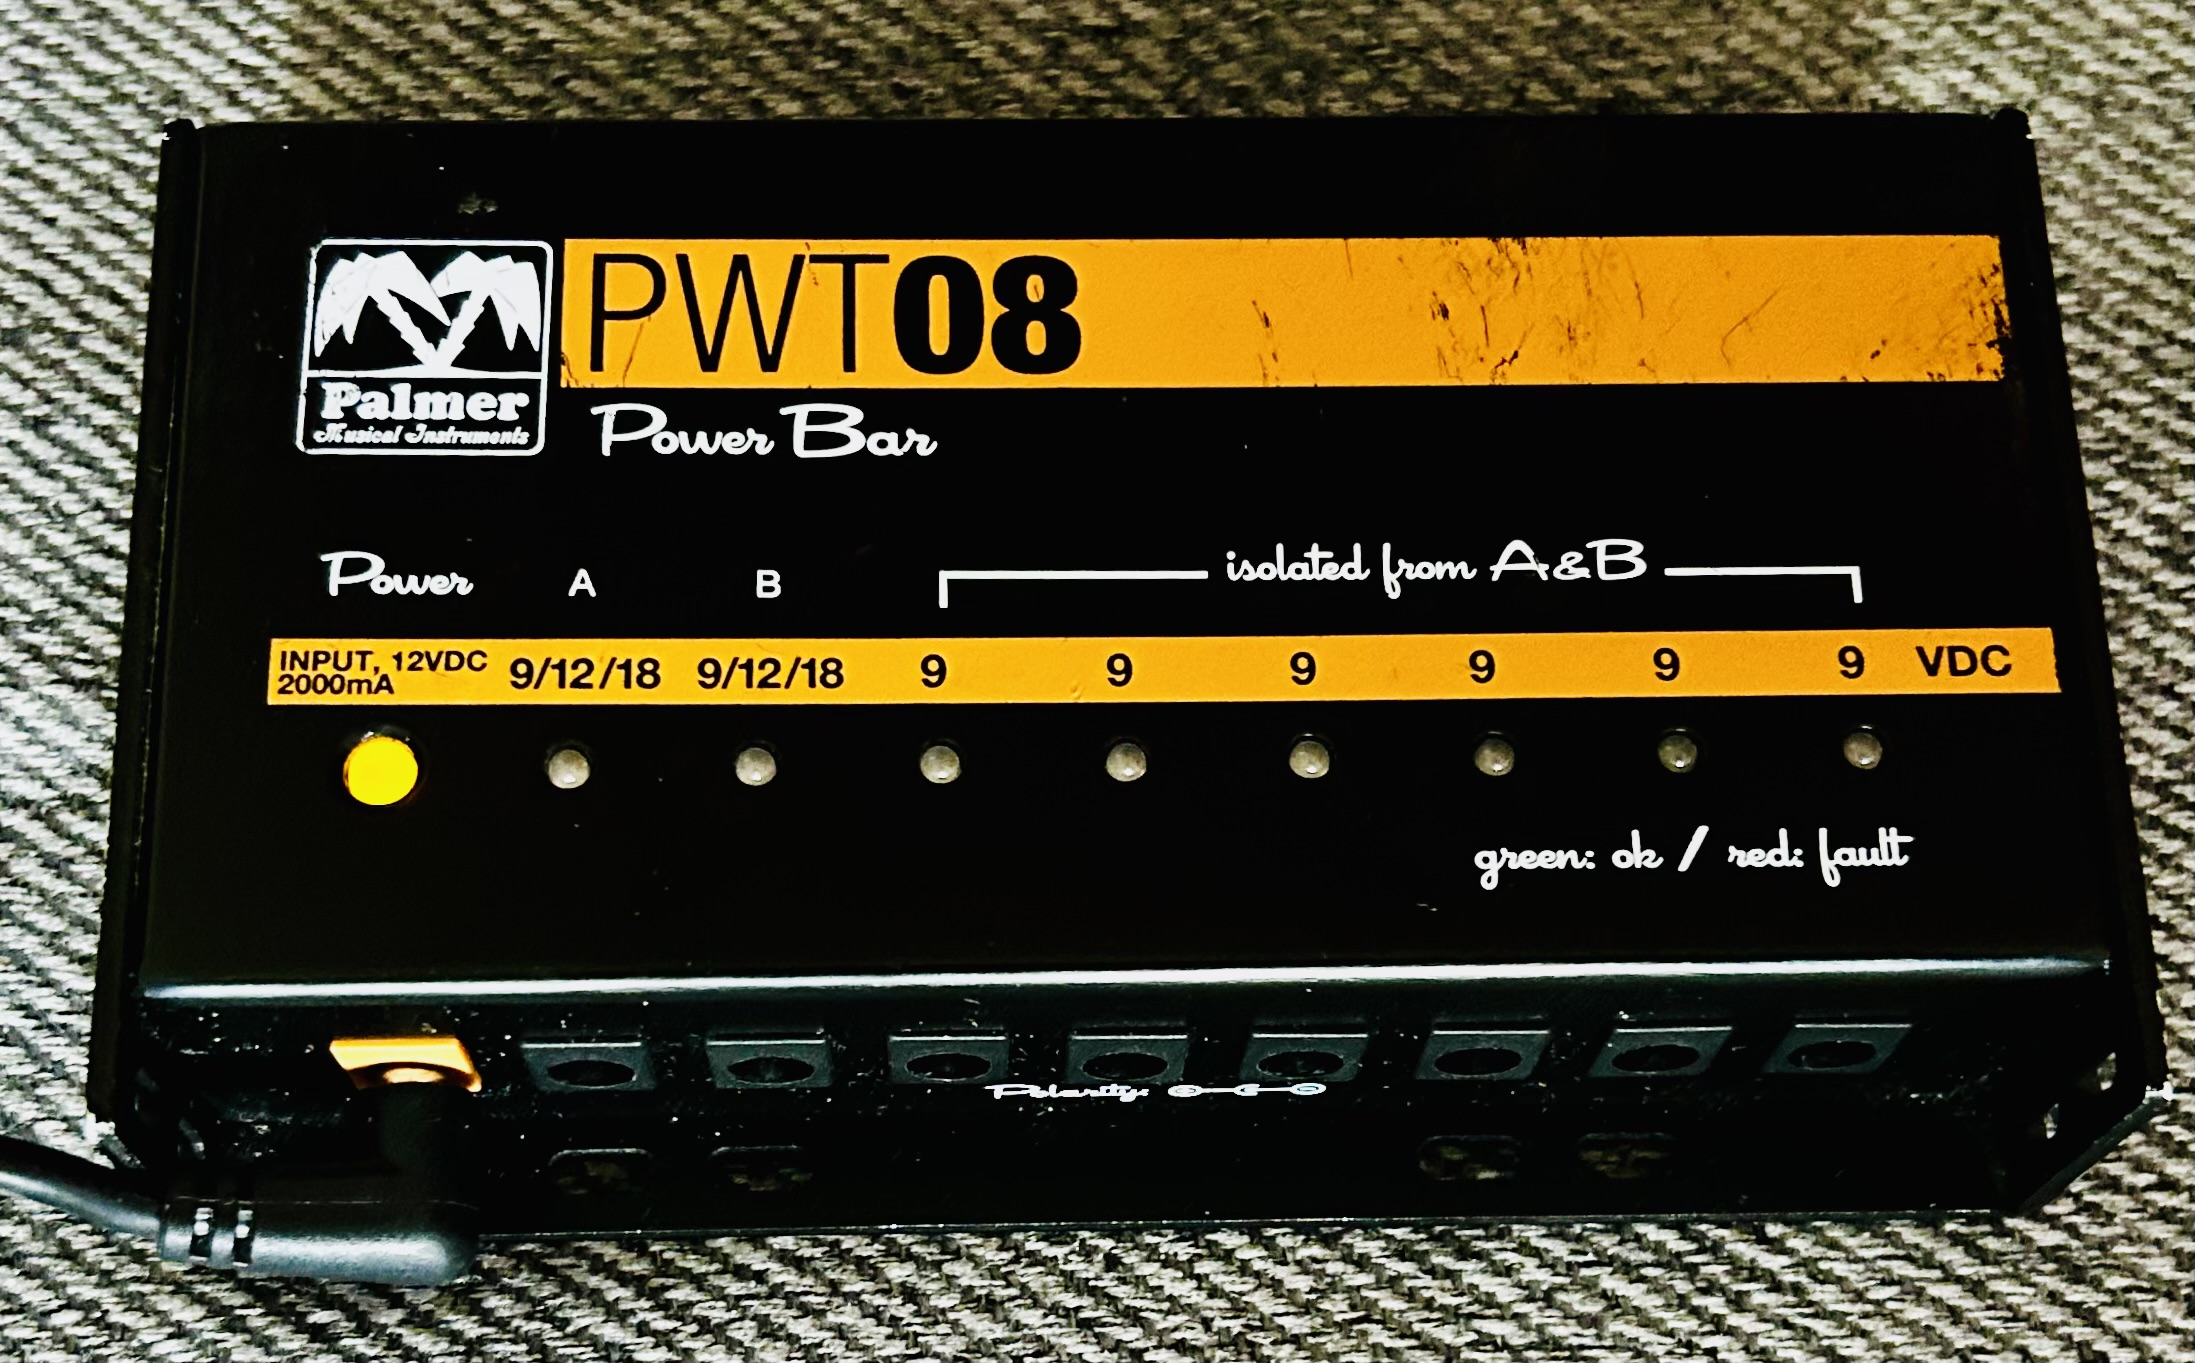 PWT08
Palmer
Musical Instruments
Power Bar
Power A B isolated from A&B
INPUT, 12VDC 9/12/18 9/12/18 9 9 9 9 9 9 VDC
2000mA
green: ok / red: fault
Polarity: